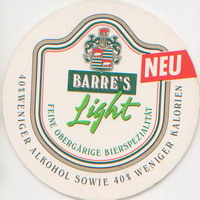 BARRE'S
NEU
Light
FEINE OBERGÄRIGE BIERSPEZIALITÄT
40% WENIGER ALKOHOL SOWIE 40% WENIGER KALORIEN